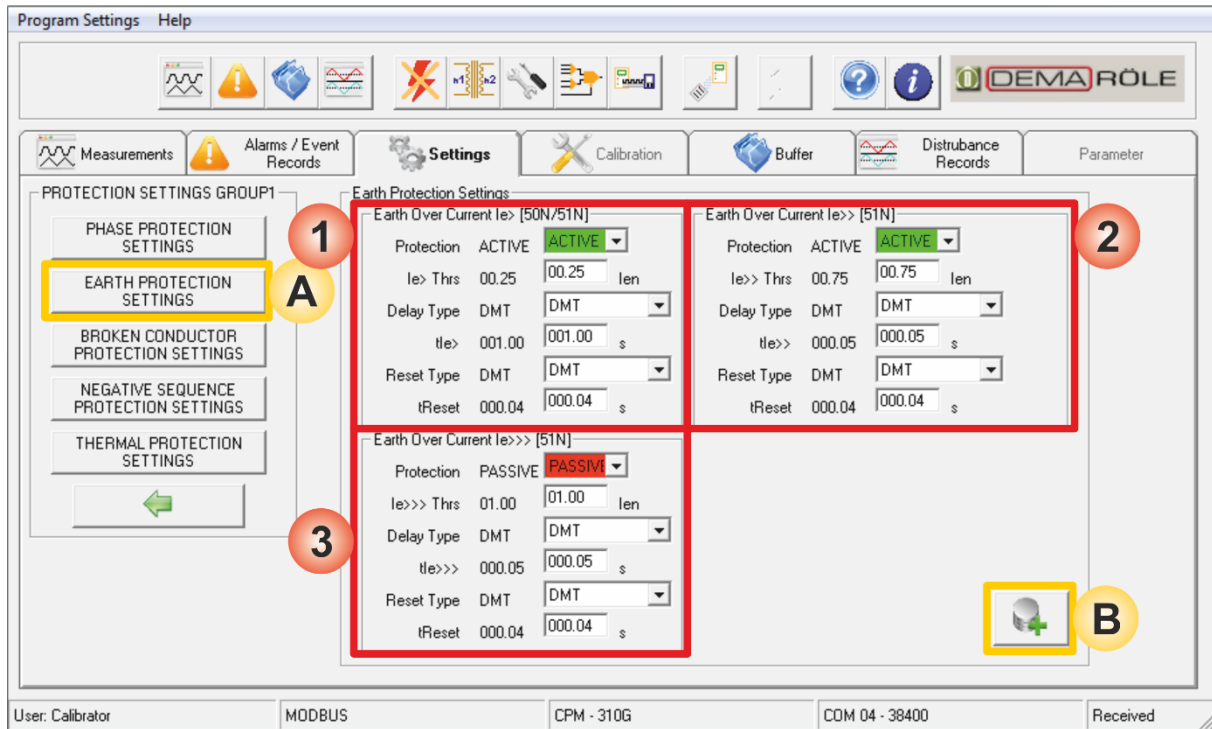 Program Settings Help
h1 h2
DEMA RÖLE
Measurements
Alarms / Event
Records
Settings
Calibration
Buffer
Distrubance
Records
Parameter
PROTECTION SETTINGS GROUP1
PHASE PROTECTION
SETTINGS
EARTH PROTECTION
SETTINGS
A
BROKEN CONDUCTOR
PROTECTION SETTINGS
NEGATIVE SEQUENCE
PROTECTION SETTINGS
THERMAL PROTECTION
SETTINGS
Earth Protection Settings
1
Earth Over Current Ie> [50N/51N]
Protection ACTIVE ACTIVE
Ie> Thrs 00.25 00.25 Ien
Delay Type DMT DMT
tIe> 001.00 001.00 s
Reset Type DMT DMT
tReset 000.04 000.04 s
2
Earth Over Current Ie>> [51N]
Protection ACTIVE ACTIVE
Ie>> Thrs 00.75 00.75 Ien
Delay Type DMT DMT
tIe>> 000.05 000.05 s
Reset Type DMT DMT
tReset 000.04 000.04 s
3
Earth Over Current Ie>>> [51N]
Protection PASSIVE PASSIVE
Ie>>> Thrs 01.00 01.00 Ien
Delay Type DMT DMT
tIe>>> 000.05 000.05 s
Reset Type DMT DMT
tReset 000.04 000.04 s
B
User: Calibrator MODBUS CPM - 310G COM 04 - 38400 Received